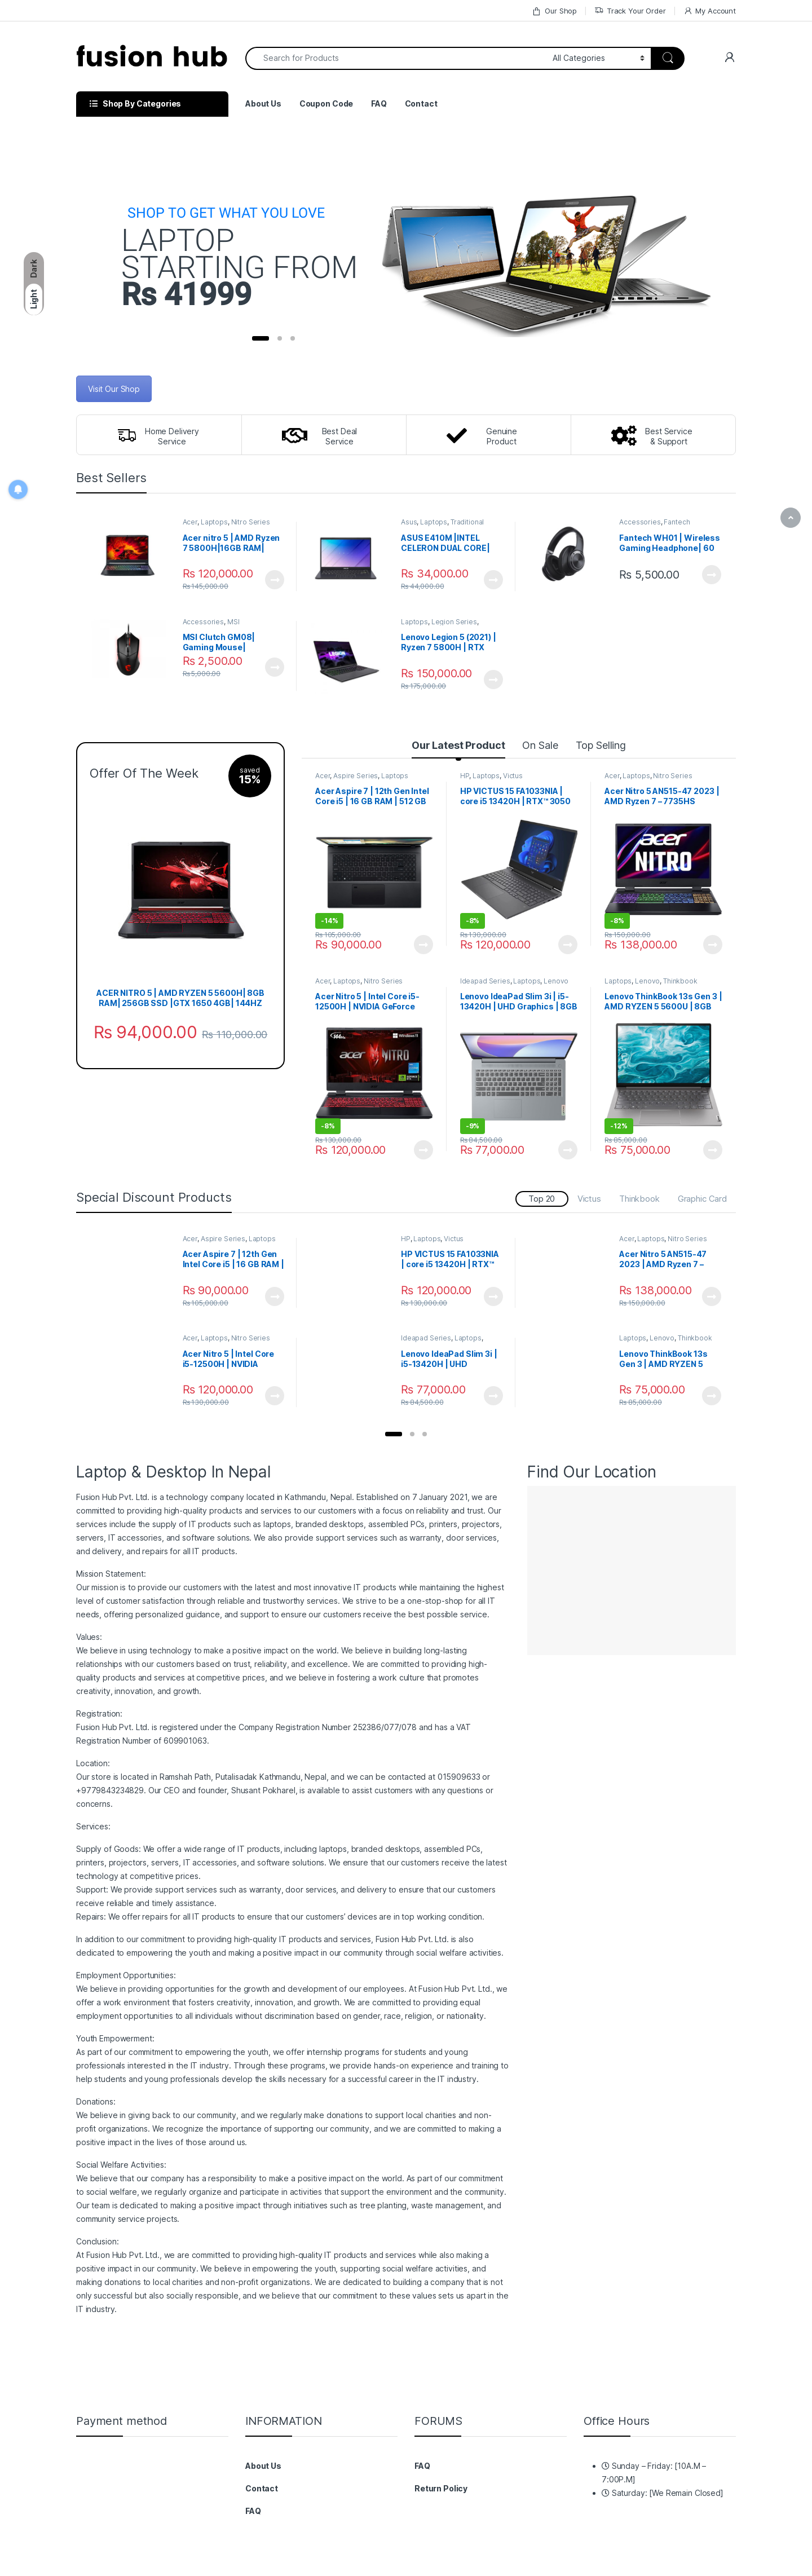 Our Shop
Track Your Order
My Account
fusion hub
Search for Products
All Categories
Shop By Categories
About Us
Coupon Code
FAQ
Contact
SHOP TO GET WHAT YOU LOVE
LAPTOP
STARTING FROM
Rs 41999
Dark
Light
Visit Our Shop
Home Delivery
Service
Best Deal
Service
Genuine
Product
Best Service
& Support
Best Sellers
Acer, Laptops, Nitro Series
Acer nitro 5 | AMD Ryzen
7 5800H|16GB RAM|
₨ 120,000.00
₨ 145,000.00
Asus, Laptops, Traditional
ASUS E410M |INTEL
CELERON DUAL CORE|
₨ 34,000.00
₨ 44,000.00
Accessories, Fantech
Fantech WH01 | Wireless
Gaming Headphone| 60
₨ 5,500.00
Accessories, MSI
MSI Clutch GM08|
Gaming Mouse|
₨ 2,500.00
₨ 5,000.00
Laptops, Legion Series,
Lenovo Legion 5 (2021) |
Ryzen 7 5800H | RTX
₨ 150,000.00
₨ 175,000.00
Offer Of The Week
saved
15%
ACER NITRO 5 | AMD RYZEN 5 5600H| 8GB
RAM| 256GB SSD |GTX 1650 4GB| 144HZ
₨ 94,000.00 ₨ 110,000.00
Our Latest Product
On Sale
Top Selling
Acer, Aspire Series, Laptops
Acer Aspire 7 | 12th Gen Intel
Core i5 | 16 GB RAM | 512 GB
-14%
₨ 105,000.00
₨ 90,000.00
HP, Laptops, Victus
HP VICTUS 15 FA1033NIA |
core i5 13420H | RTX™ 3050
-8%
₨ 130,000.00
₨ 120,000.00
Acer, Laptops, Nitro Series
Acer Nitro 5 AN515-47 2023 |
AMD Ryzen 7 – 7735HS
acer
NITRO
-8%
₨ 150,000.00
₨ 138,000.00
Acer, Laptops, Nitro Series
Acer Nitro 5 | Intel Core i5-
12500H | NVIDIA GeForce
acer
NITRO
-8%
₨ 130,000.00
₨ 120,000.00
Ideapad Series, Laptops, Lenovo
Lenovo IdeaPad Slim 3i | i5-
13420H | UHD Graphics | 8GB
-9%
₨ 84,500.00
₨ 77,000.00
Laptops, Lenovo, Thinkbook
Lenovo ThinkBook 13s Gen 3 |
AMD RYZEN 5 5600U | 8GB
-12%
₨ 85,000.00
₨ 75,000.00
Special Discount Products
Top 20
Victus
Thinkbook
Graphic Card
Acer, Aspire Series, Laptops
Acer Aspire 7 | 12th Gen
Intel Core i5 | 16 GB RAM |
₨ 90,000.00
₨ 105,000.00
HP, Laptops, Victus
HP VICTUS 15 FA1033NIA
| core i5 13420H | RTX™
₨ 120,000.00
₨ 130,000.00
Acer, Laptops, Nitro Series
Acer Nitro 5 AN515-47
2023 | AMD Ryzen 7 –
₨ 138,000.00
₨ 150,000.00
Acer, Laptops, Nitro Series
Acer Nitro 5 | Intel Core
i5-12500H | NVIDIA
₨ 120,000.00
₨ 130,000.00
Ideapad Series, Laptops,
Lenovo IdeaPad Slim 3i |
i5-13420H | UHD
₨ 77,000.00
₨ 84,500.00
Laptops, Lenovo, Thinkbook
Lenovo ThinkBook 13s
Gen 3 | AMD RYZEN 5
₨ 75,000.00
₨ 85,000.00
Laptop & Desktop In Nepal
Fusion Hub Pvt. Ltd. is a technology company located in Kathmandu, Nepal. Established on 7 January 2021, we are
committed to providing high-quality products and services to our customers with a focus on reliability and trust. Our
services include the supply of IT products such as laptops, branded desktops, assembled PCs, printers, projectors,
servers, IT accessories, and software solutions. We also provide support services such as warranty, door services,
and delivery, and repairs for all IT products.
Mission Statement:
Our mission is to provide our customers with the latest and most innovative IT products while maintaining the highest
level of customer satisfaction through reliable and trustworthy services. We strive to be a one-stop-shop for all IT
needs, offering personalized guidance, and support to ensure our customers receive the best possible service.
Values:
We believe in using technology to make a positive impact on the world. We believe in building long-lasting
relationships with our customers based on trust, reliability, and excellence. We are committed to providing high-
quality products and services at competitive prices, and we believe in fostering a work culture that promotes
creativity, innovation, and growth.
Registration:
Fusion Hub Pvt. Ltd. is registered under the Company Registration Number 252386/077/078 and has a VAT
Registration Number of 609901063.
Location:
Our store is located in Ramshah Path, Putalisadak Kathmandu, Nepal, and we can be contacted at 015909633 or
+9779843234829. Our CEO and founder, Shusant Pokharel, is available to assist customers with any questions or
concerns.
Services:
Supply of Goods: We offer a wide range of IT products, including laptops, branded desktops, assembled PCs,
printers, projectors, servers, IT accessories, and software solutions. We ensure that our customers receive the latest
technology at competitive prices.
Support: We provide support services such as warranty, door services, and delivery to ensure that our customers
receive reliable and timely assistance.
Repairs: We offer repairs for all IT products to ensure that our customers’ devices are in top working condition.
In addition to our commitment to providing high-quality IT products and services, Fusion Hub Pvt. Ltd. is also
dedicated to empowering the youth and making a positive impact in our community through social welfare activities.
Employment Opportunities:
We believe in providing opportunities for the growth and development of our employees. At Fusion Hub Pvt. Ltd., we
offer a work environment that fosters creativity, innovation, and growth. We are committed to providing equal
employment opportunities to all individuals without discrimination based on gender, race, religion, or nationality.
Youth Empowerment:
As part of our commitment to empowering the youth, we offer internship programs for students and young
professionals interested in the IT industry. Through these programs, we provide hands-on experience and training to
help students and young professionals develop the skills necessary for a successful career in the IT industry.
Donations:
We believe in giving back to our community, and we regularly make donations to support local charities and non-
profit organizations. We recognize the importance of supporting our community, and we are committed to making a
positive impact in the lives of those around us.
Social Welfare Activities:
We believe that our company has a responsibility to make a positive impact on the world. As part of our commitment
to social welfare, we regularly organize and participate in activities that support the environment and the community.
Our team is dedicated to making a positive impact through initiatives such as tree planting, waste management, and
community service projects.
Conclusion:
At Fusion Hub Pvt. Ltd., we are committed to providing high-quality IT products and services while also making a
positive impact in our community. We believe in empowering the youth, supporting social welfare activities, and
making donations to local charities and non-profit organizations. We are dedicated to building a company that is not
only successful but also socially responsible, and we believe that our commitment to these values sets us apart in the
IT industry.
Find Our Location
Payment method
INFORMATION
About Us
Contact
FAQ
FORUMS
FAQ
Return Policy
Office Hours
Sunday – Friday: [10A.M –
7:00P.M]
Saturday: [We Remain Closed]